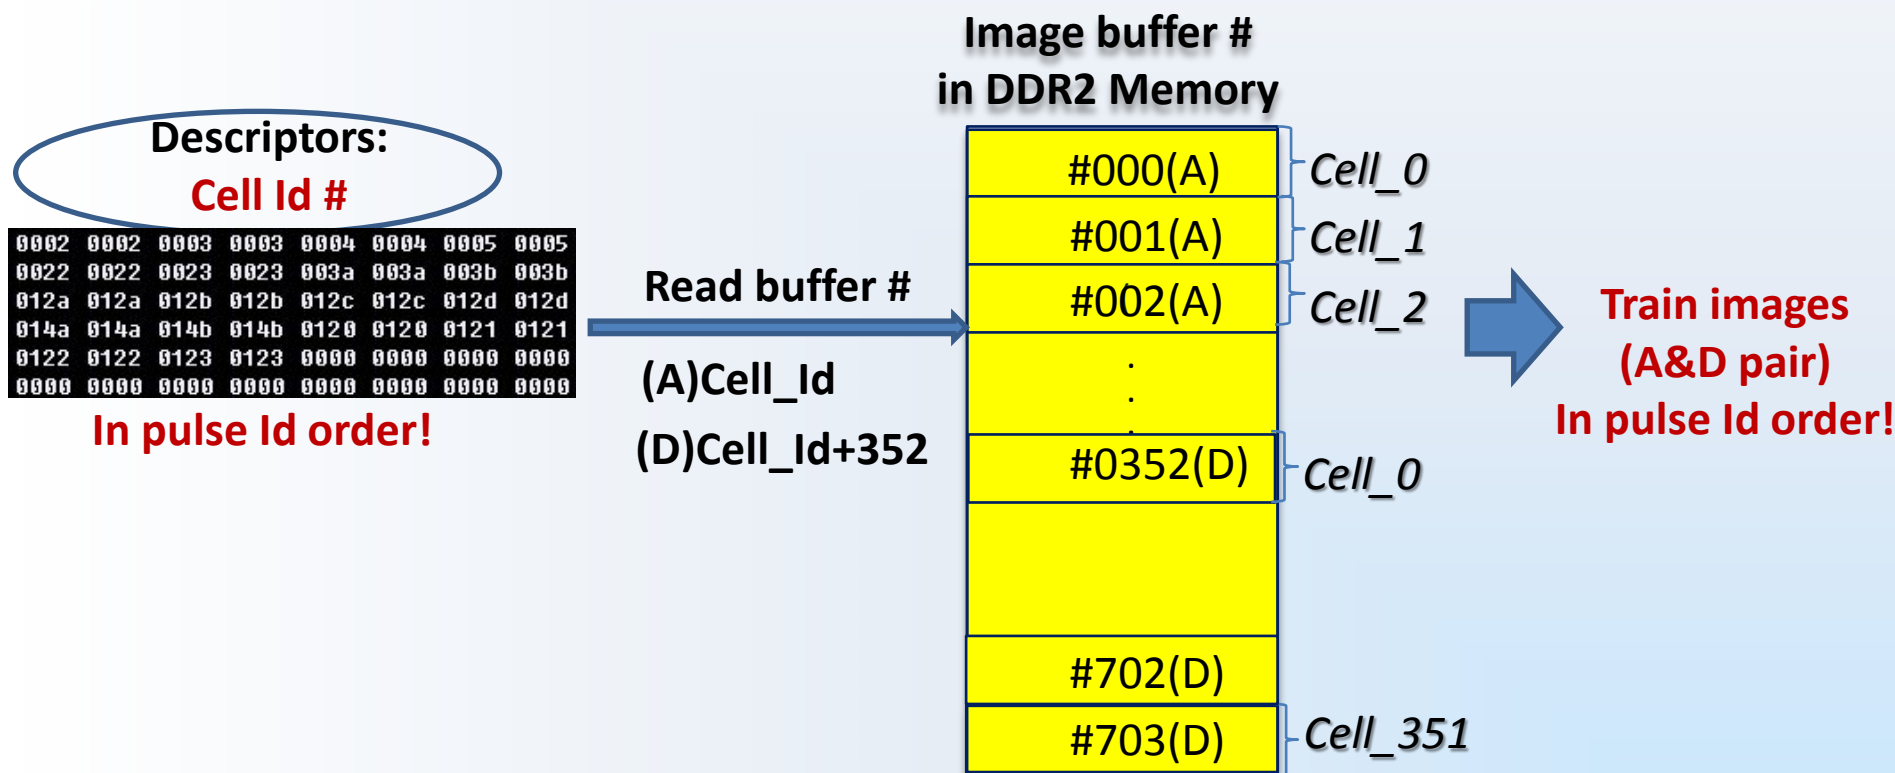 Image buffer #
in DDR2 Memory
Descriptors:
Cell Id #
0002 0002 0003 0003 0004 0004 0005 0005
0022 0022 0023 0023 003a 003a 003b 003b
012a 012a 012b 012b 012c 012c 012d 012d
014a 014a 014b 014b 0120 0120 0121 0121
0122 0122 0123 0123 0000 0000 0000 0000
0000 0000 0000 0000 0000 0000 0000 0000
In pulse Id order!
Read buffer #
(A)Cell_Id
(D)Cell_Id+352
#000(A)
Cell_0
#001(A)
Cell_1
#002(A)
Cell_2
.
.
.
#0352(D)
Cell_0
#702(D)
#703(D)
Cell_351
Train images
(A&D pair)
In pulse Id order!